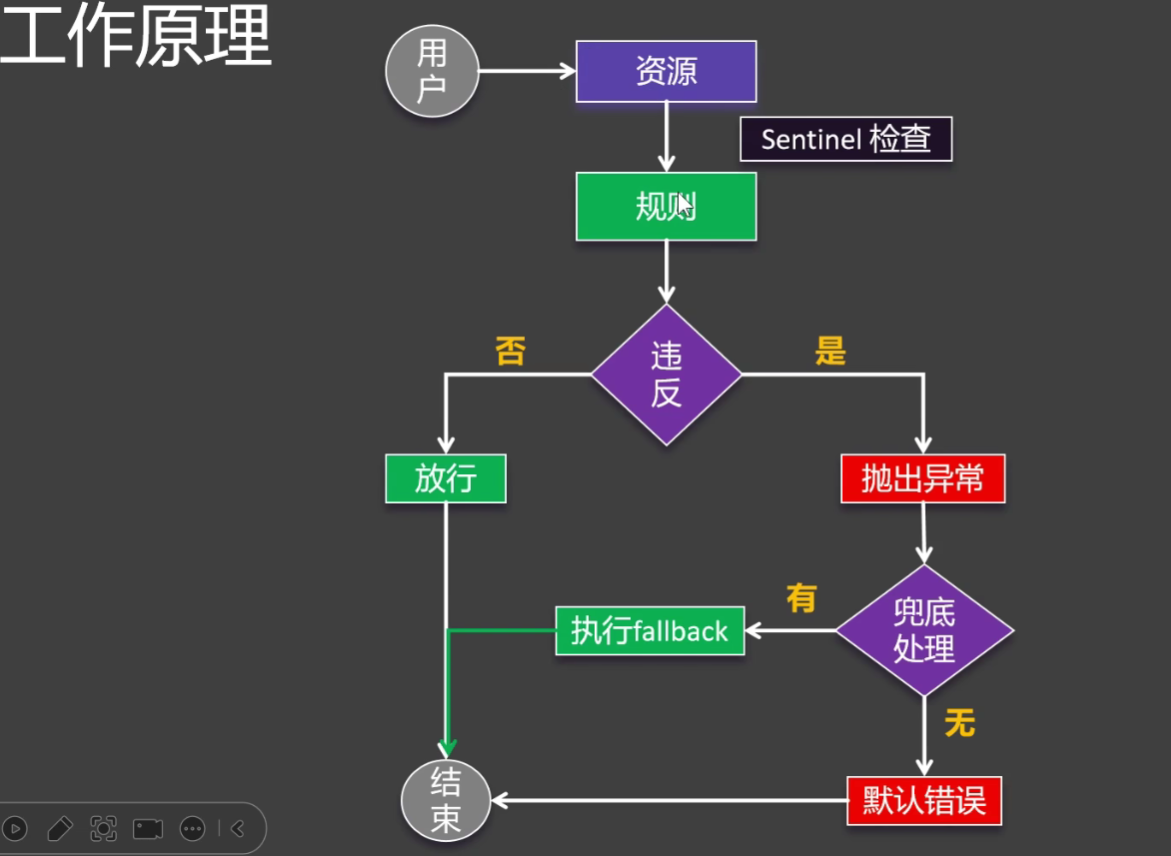 工作原理
用
户
资源
Sentinel 检查
规则
违
反
否
是
放行
抛出异常
兜底
处理
有
执行fallback
无
结
束
默认错误